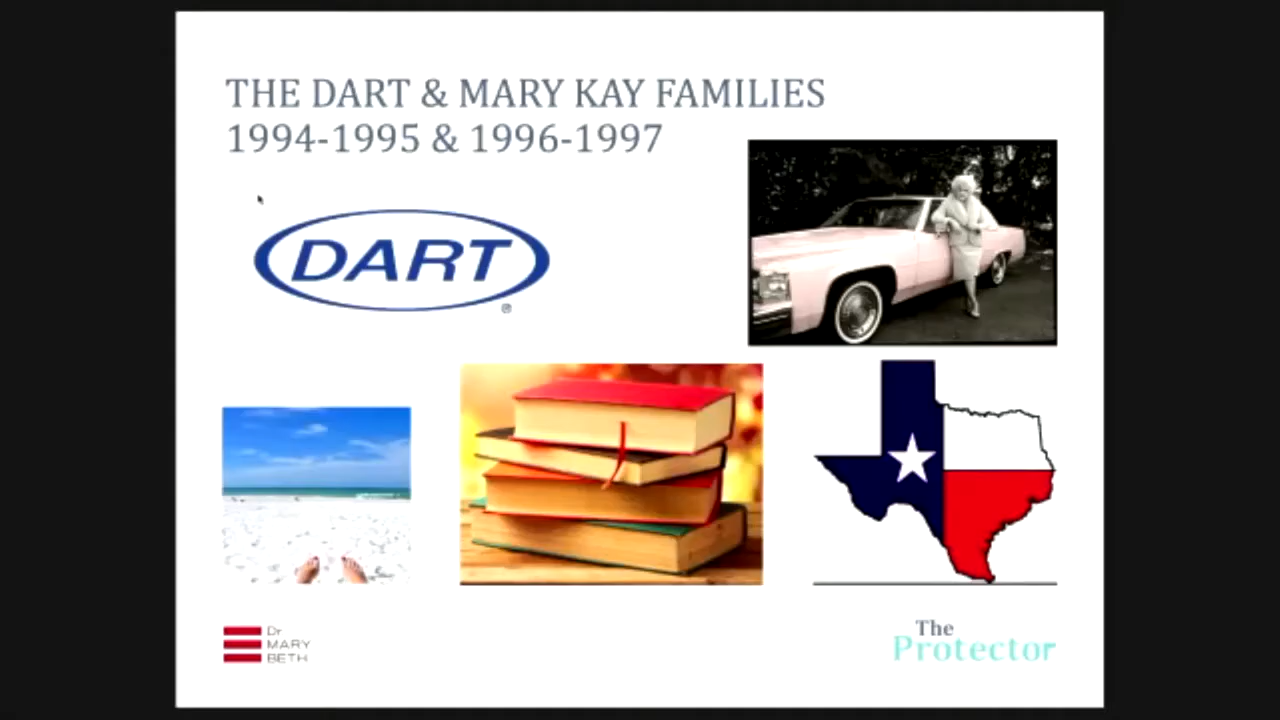 THE DART & MARY KAY FAMILIES
1994-1995 & 1996-1997
DART
®
Dr
MARY
BETH
The
Protector